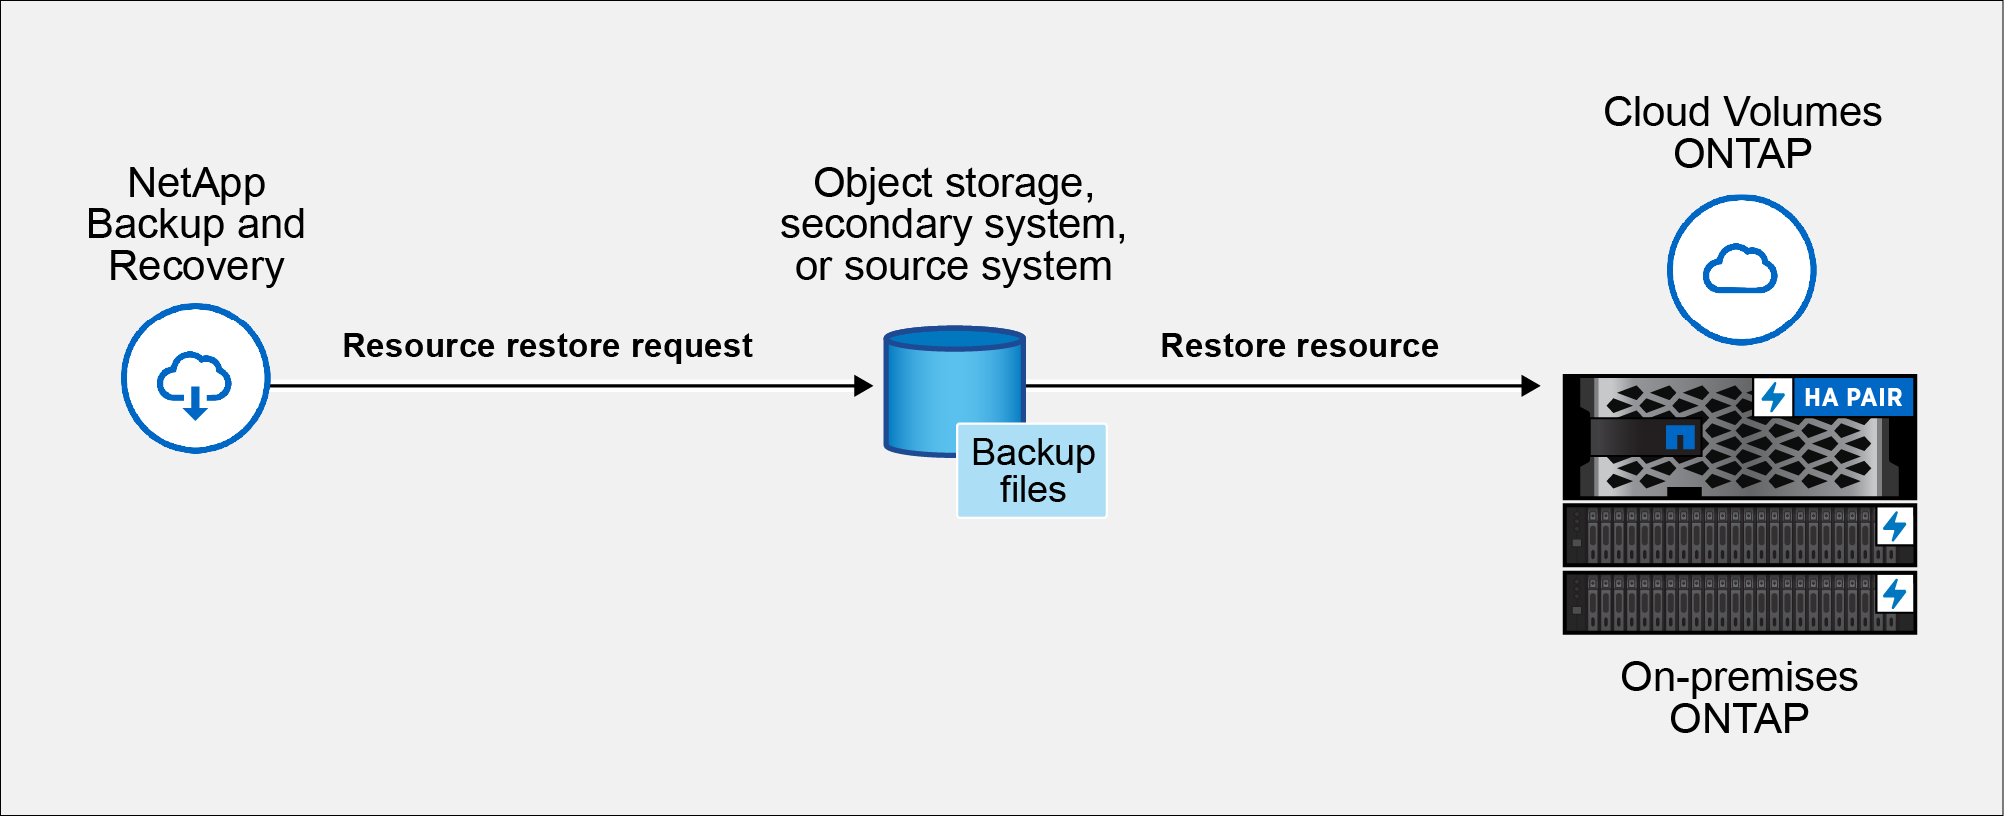 NetApp
Backup and
Recovery
Resource restore request
Object storage,
secondary system,
or source system
Backup
files
Restore resource
Cloud Volumes
ONTAP
HA PAIR
On-premises
ONTAP